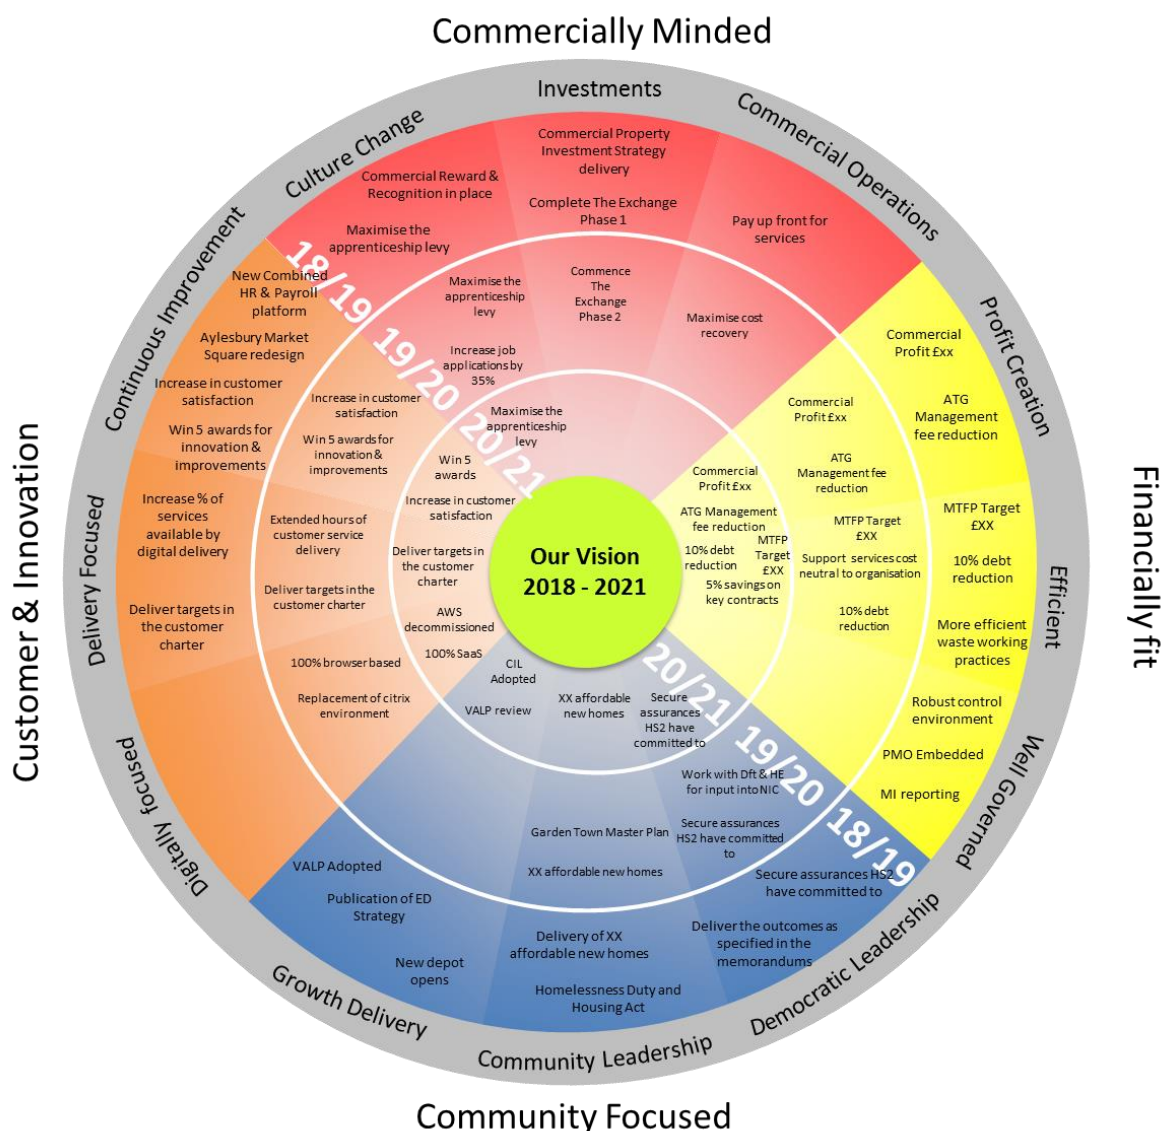 Commercially Minded
Investments
Culture Change
Commercial Operations
Commercial Property
Investment Strategy
delivery
Complete The Exchange
Phase 1
Commercial Reward &
Recognition in place
Maximise the
apprenticeship levy
Pay up front for
services
18/19
Maximise the
apprenticeship
levy
Increase job
applications by
35%
Commence
The
Exchange
Phase 2
Maximise cost
recovery
19/20
Maximise the
apprenticeship
levy
20/21
Financially fit
Profit Creation
Efficient
Well Governed
Commercial
Profit £xx
ATG
Management
fee reduction
MTFP Target
£XX
10% debt
reduction
More efficient
waste working
practices
Robust control
environment
PMO Embedded
MI reporting
Commercial
Profit £xx
ATG
Management fee
reduction
MTFP Target
£XX
Support services cost
neutral to organisation
10% debt
reduction
Commercial
Profit £xx
ATG Management
fee reduction
10% debt
reduction
MTFP
Target
£XX
5% savings on
key contracts
Our Vision
2018 - 2021
Customer & Innovation
Continuous Improvement
Delivery Focused
Digitally focused
New Combined
HR & Payroll
platform
Aylesbury Market
Square redesign
Increase in customer
satisfaction
Win 5 awards for
innovation &
improvements
Increase % of
services
available by
digital delivery
Deliver targets in
the customer
charter
Increase in customer
satisfaction
Win 5 awards for
innovation &
improvements
Extended hours of
customer service
delivery
Deliver targets in the
customer charter
100% browser based
Replacement of citrix
environment
Win 5
awards
Increase in customer
satisfaction
Deliver targets in
the customer
charter
AWS
decommissioned
100% SaaS
CIL
Adopted
VALP review
XX affordable
new homes
Secure
assurances
HS2 have
committed to
20/21
Work with Dft & HE
for input into NIC
Secure assurances
HS2 have committed
to
Garden Town Master Plan
XX affordable new homes
19/20
VALP Adopted
Publication of ED
Strategy
New depot
opens
Delivery of XX
affordable new homes
Homelessness Duty and
Housing Act
Secure assurances HS2
have committed to
Deliver the outcomes as
specified in the
memorandums
18/19
Growth Delivery
Community Leadership
Democratic Leadership
Community Focused